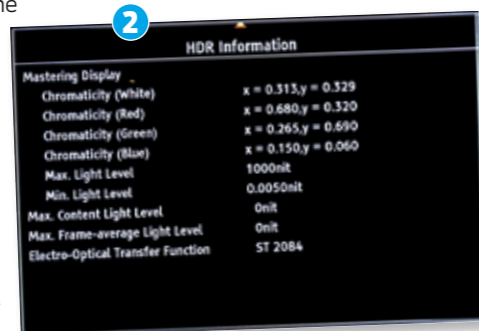 ne
2
HDR Information
Mastering Display
Chromaticity (White) x = 0.313,y = 0.329
Chromaticity (Red) x = 0.680,y = 0.320
Chromaticity (Green) x = 0.265,y = 0.690
Chromaticity (Blue) x = 0.150,y = 0.060
Max. Light Level 1000nit
Min. Light Level 0.0050nit
Max. Content Light Level 0nit
Max. Frame-average Light Level 0nit
Electro-Optical Transfer Function ST 2084